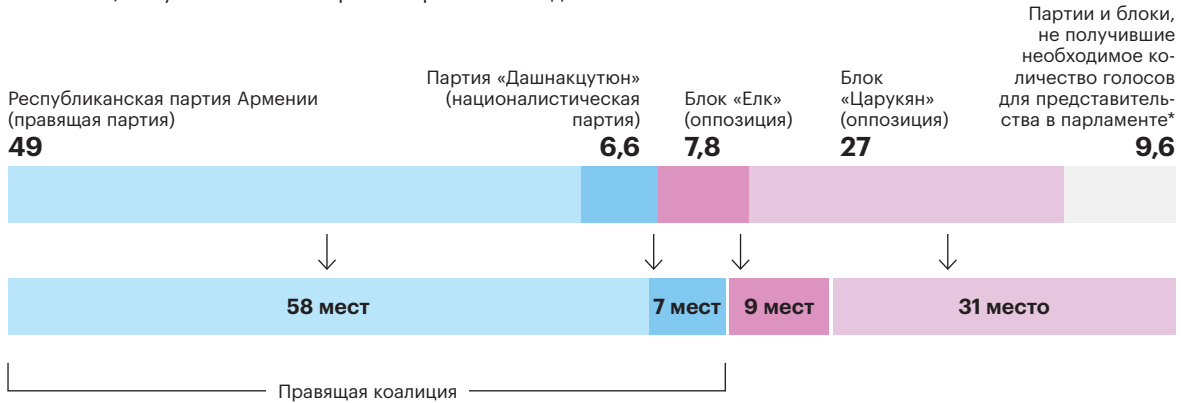 Партии и блоки,
не получившие
необходимое ко-
личество голосов
для представитель-
ства в парламенте*
9,6
Республиканская партия Армении
(правящая партия)
49
Партия «Дашнакцутюн»
(националистическая
партия)
6,6
Блок «Елк»
(оппозиция)
7,8
Блок
«Царукян»
(оппозиция)
27
58 мест
7 мест
9 мест
31 место
Правящая коалиция